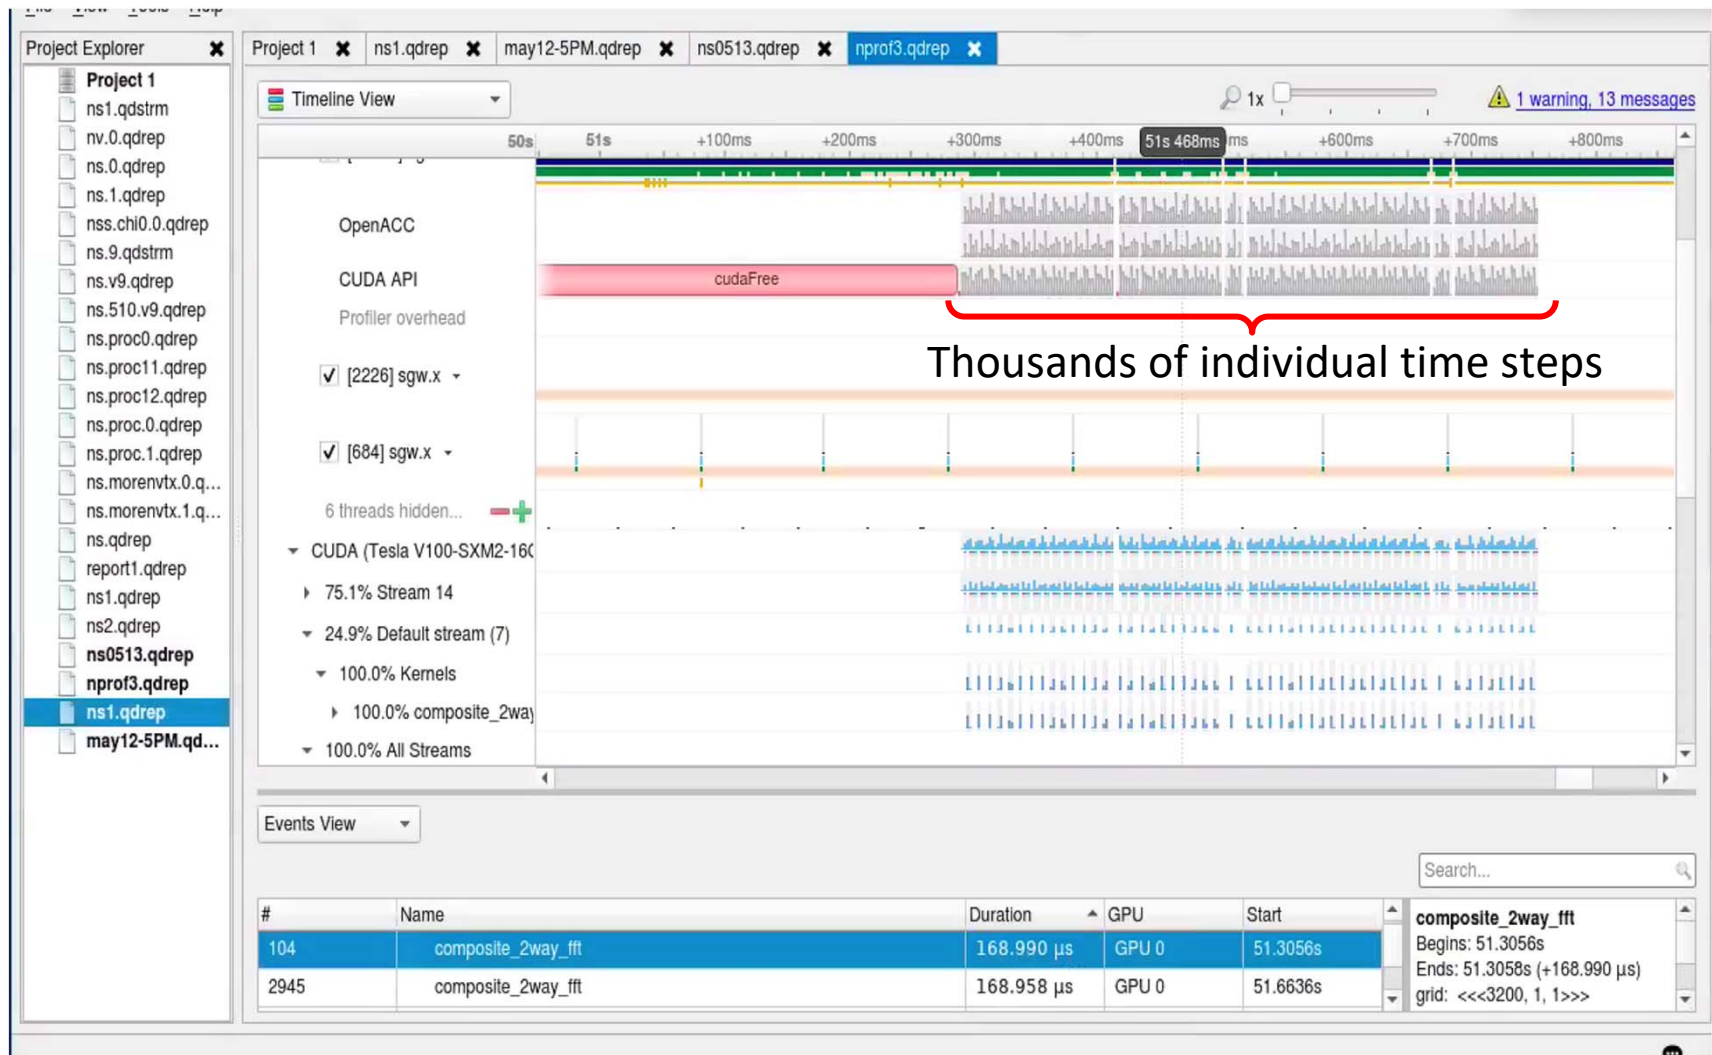 File View Tools Help
Project Explorer
Project 1
ns1.qdstrm
nv.0.qdrep
ns.0.qdrep
ns.1.qdrep
nss.chi0.0.qdrep
ns.9.qdstrm
ns.v9.qdrep
ns.510.v9.qdrep
ns.proc0.qdrep
ns.proc11.qdrep
ns.proc12.qdrep
ns.proc.0.qdrep
ns.proc.1.qdrep
ns.morenvtx.0.q...
ns.morenvtx.1.q...
ns.qdrep
report1.qdrep
ns1.qdrep
ns2.qdrep
ns0513.qdrep
nprof3.qdrep
ns1.qdrep
may12-5PM.qd...
Project 1 ns1.qdrep may12-5PM.qdrep ns0513.qdrep nprof3.qdrep
Timeline View 1x 1 warning, 13 messages
50s 51s +100ms +200ms +300ms +400ms 51s 468ms ms +600ms +700ms +800ms
OpenACC
CUDA API cudaFree
Profiler overhead
Thousands of individual time steps
[2226] sgw.x
[684] sgw.x
6 threads hidden...
CUDA (Tesla V100-SXM2-16G
75.1% Stream 14
24.9% Default stream (7)
100.0% Kernels
100.0% composite_2way
100.0% All Streams
Events View
Search...
# Name Duration GPU Start
104 composite_2way_fft 168.990 μs GPU 0 51.3056s
2945 composite_2way_fft 168.958 μs GPU 0 51.6636s
composite_2way_fft
Begins: 51.3056s
Ends: 51.3058s (+168.990 μs)
grid: <<<3200, 1, 1>>>